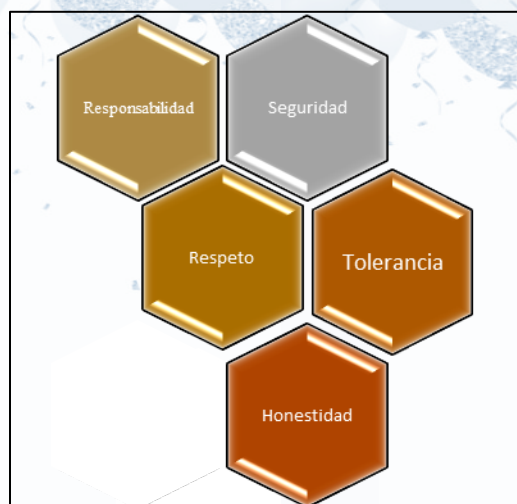 Responsabilidad
Seguridad
Respeto
Tolerancia
Honestidad